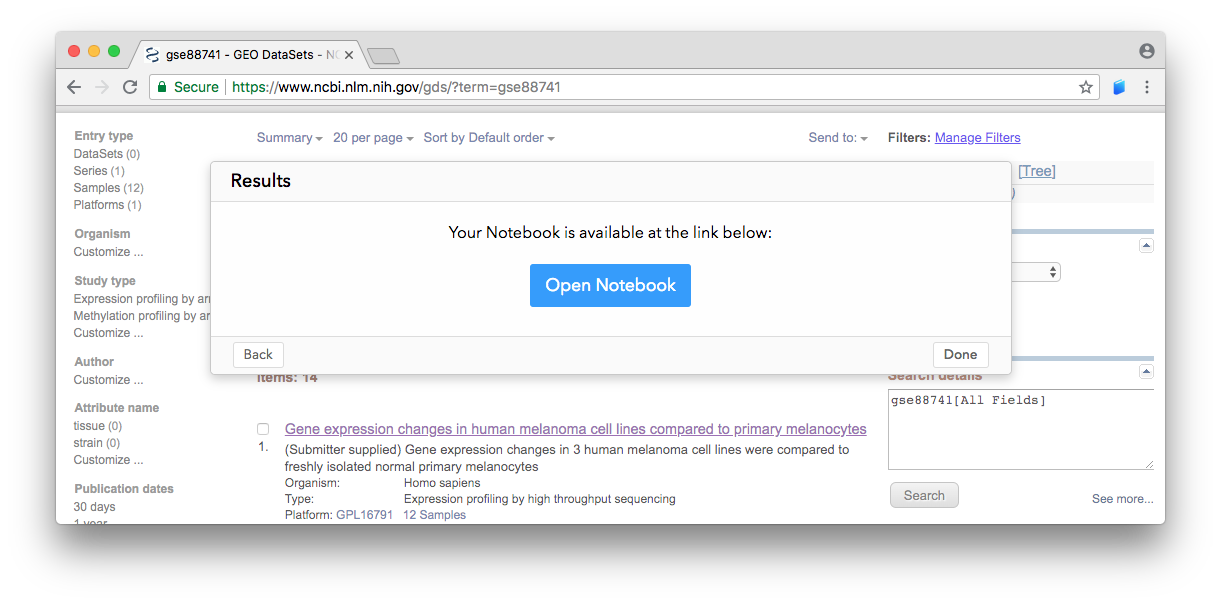 gse88741 - GEO DataSets - NC
Secure https://www.ncbi.nlm.nih.gov/gds/?term=gse88741
Entry type
DataSets (0)
Series (1)
Samples (12)
Platforms (1)
Organism
Customize ...
Study type
Expression profiling by arr
Methylation profiling by ar
Customize ...
Author
Customize ...
Attribute name
tissue (0)
strain (0)
Customize ...
Publication dates
30 days
1 year
Summary 20 per page Sort by Default order
Send to:
Filters: Manage Filters
[Tree]
)
Results
Your Notebook is available at the link below:
Open Notebook
Back
Done
Items: 14
1.
Gene expression changes in human melanoma cell lines compared to primary melanocytes
(Submitter supplied) Gene expression changes in 3 human melanoma cell lines were compared to
freshly isolated normal primary melanocytes
Organism: Homo sapiens
Type: Expression profiling by high throughput sequencing
Platform: GPL16791 12 Samples
Search details
gse88741[All Fields]
Search
See more...